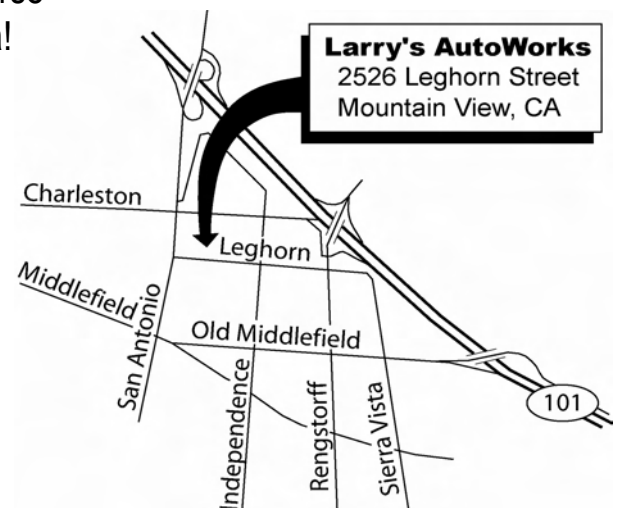 !
Larry's AutoWorks
2526 Leghorn Street
Mountain View, CA
Charleston
Leghorn
Middlefield
San Antonio
Old Middlefield
Independence
Rengstorff
Sierra Vista
101